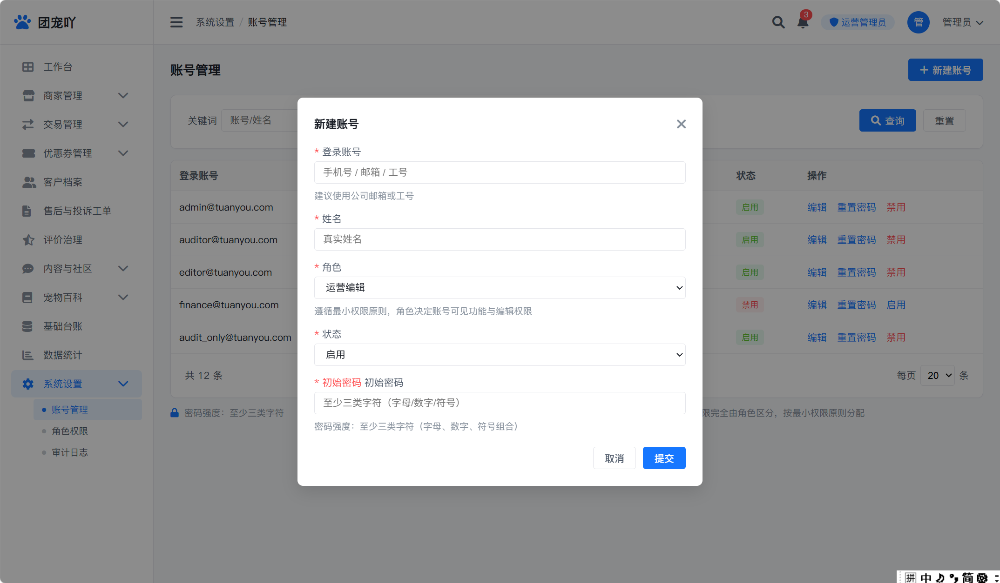 团宠吖
系统设置 / 账号管理
3
运营管理员
管
管理员
工作台
商家管理
交易管理
优惠券管理
客户档案
售后与投诉工单
评价治理
内容与社区
宠物百科
基础台账
数据统计
系统设置
账号管理
角色权限
审计日志
账号管理
+ 新建账号
关键词 账号/姓名
查询 重置
登录账号 状态 操作
admin@tuanyou.com 启用 编辑 重置密码 禁用
auditor@tuanyou.com 启用 编辑 重置密码 禁用
editor@tuanyou.com 启用 编辑 重置密码 禁用
finance@tuanyou.com 禁用 编辑 重置密码 启用
audit_only@tuanyou.com 启用 编辑 重置密码 禁用
共 12 条 每页 20 条
密码强度：至少三类字符 限完全由角色区分，按最小权限原则分配
新建账号
* 登录账号
手机号 / 邮箱 / 工号
建议使用公司邮箱或工号
* 姓名
真实姓名
* 角色
运营编辑
遵循最小权限原则，角色决定账号可见功能与编辑权限
* 状态
启用
* 初始密码 初始密码
至少三类字符（字母/数字/符号）
密码强度：至少三类字符（字母、数字、符号组合）
取消 提交
拼 中 简